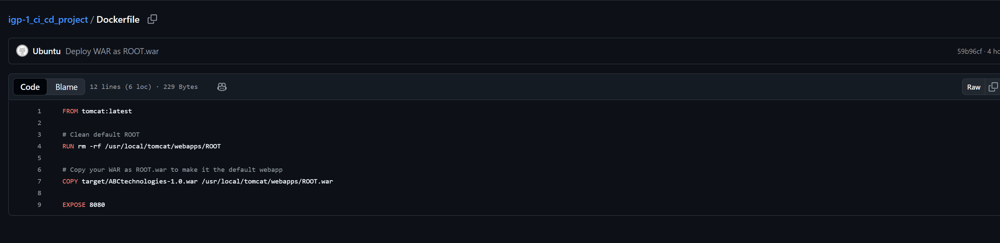 igp-1_ci_cd_project / Dockerfile
Ubuntu Deploy WAR as ROOT.war 59b96cf · 4 ho
Code Blame 12 lines (6 loc) · 229 Bytes Raw
1 FROM tomcat:latest
2
3 # Clean default ROOT
4 RUN rm -rf /usr/local/tomcat/webapps/ROOT
5
6 # Copy your WAR as ROOT.war to make it the default webapp
7 COPY target/ABCtechnologies-1.0.war /usr/local/tomcat/webapps/ROOT.war
8
9 EXPOSE 8080